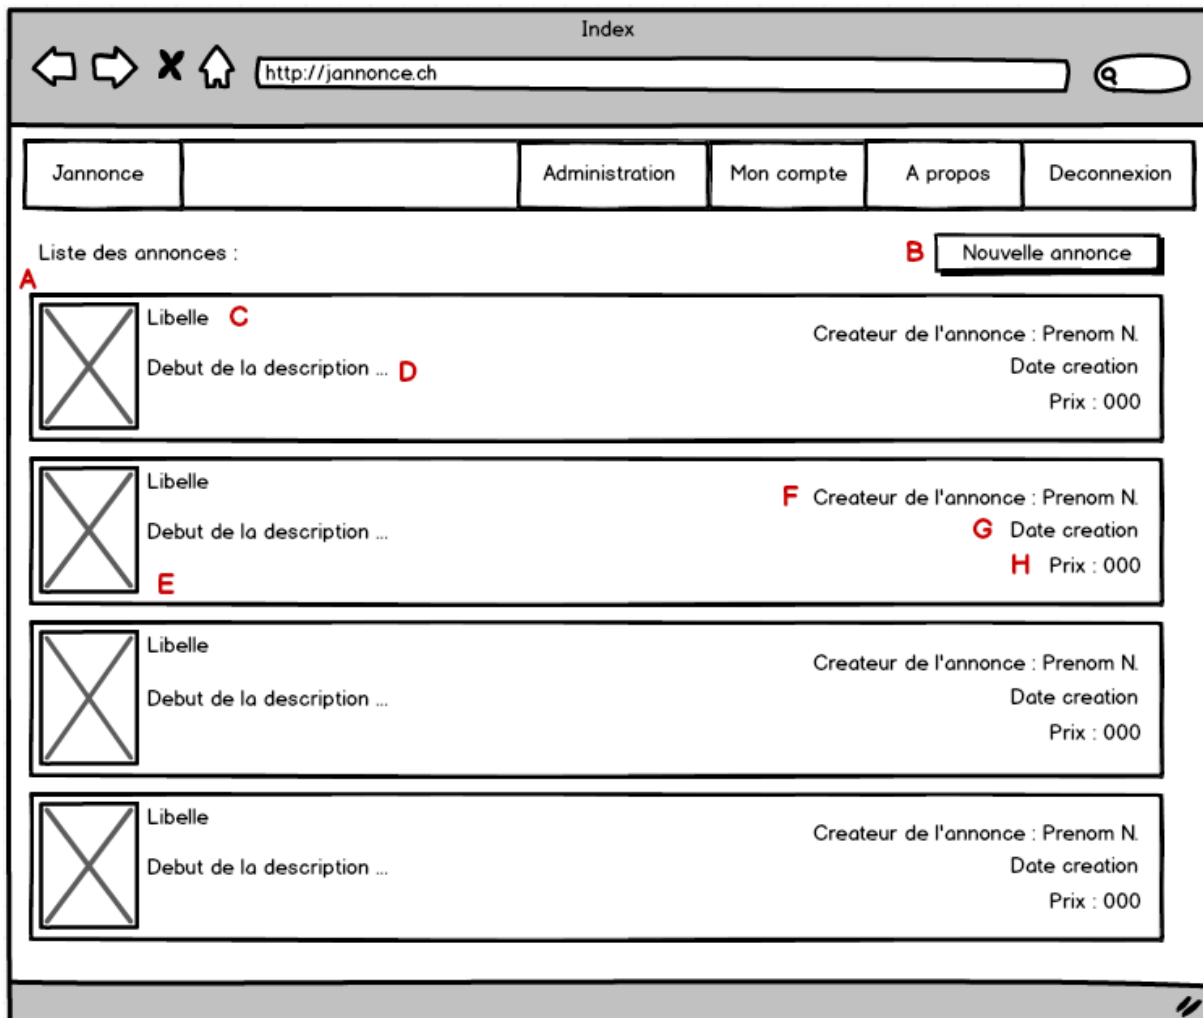 Index
http://jannonce.ch
Jannonce Administration Mon compte A propos Deconnexion
Liste des annonces : B Nouvelle annonce
A
Libelle C
Createur de l'annonce : Prenom N.
Debut de la description ... D
Date creation
Prix : 000
Libelle
F Createur de l'annonce : Prenom N.
Debut de la description ...
G Date creation
H Prix : 000
E
Libelle
Createur de l'annonce : Prenom N.
Debut de la description ...
Date creation
Prix : 000
Libelle
Createur de l'annonce : Prenom N.
Debut de la description ...
Date creation
Prix : 000